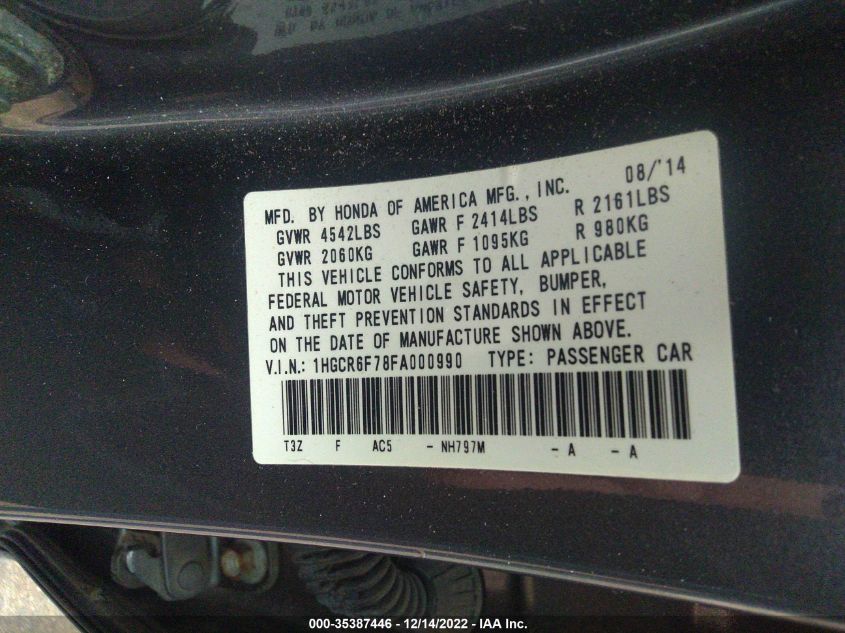 MFD. BY HONDA OF AMERICA MFG., INC. 08/'14
GVWR 4542LBS GAWR F 2414LBS R 2161LBS
GVWR 2060KG GAWR F 1095KG R 980KG
THIS VEHICLE CONFORMS TO ALL APPLICABLE
FEDERAL MOTOR VEHICLE SAFETY, BUMPER,
AND THEFT PREVENTION STANDARDS IN EFFECT
ON THE DATE OF MANUFACTURE SHOWN ABOVE.
V.I.N.: 1HGCR6F78FA000990 TYPE: PASSENGER CAR
T3Z F AC5 - NH797M - A - A
000-35387446 - 12/14/2022 - IAA Inc.